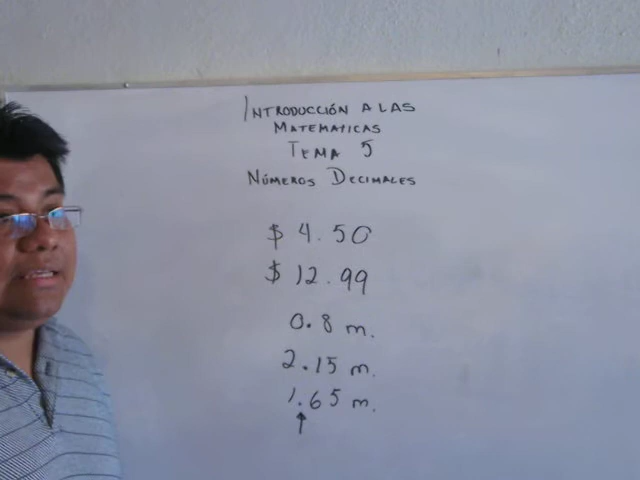 INTRODUCCIÓN A LAS
MATEMATICAS
TEMA 5
NÚMEROS DECIMALES
$ 4.50
$ 12.99
0.8 m.
2.15 m.
1.65 m.